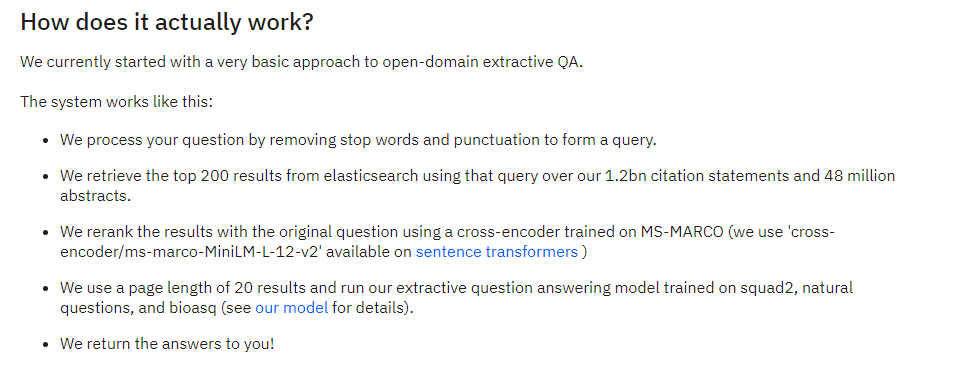 How does it actually work?
We currently started with a very basic approach to open-domain extractive QA.
The system works like this:
• We process your question by removing stop words and punctuation to form a query.
• We retrieve the top 200 results from elasticsearch using that query over our 1.2bn citation statements and 48 million
abstracts.
• We rerank the results with the original question using a cross-encoder trained on MS-MARCO (we use 'cross-
encoder/ms-marco-MiniLM-L-12-v2' available on sentence transformers )
• We use a page length of 20 results and run our extractive question answering model trained on squad2, natural
questions, and bioasq (see our model for details).
• We return the answers to you!